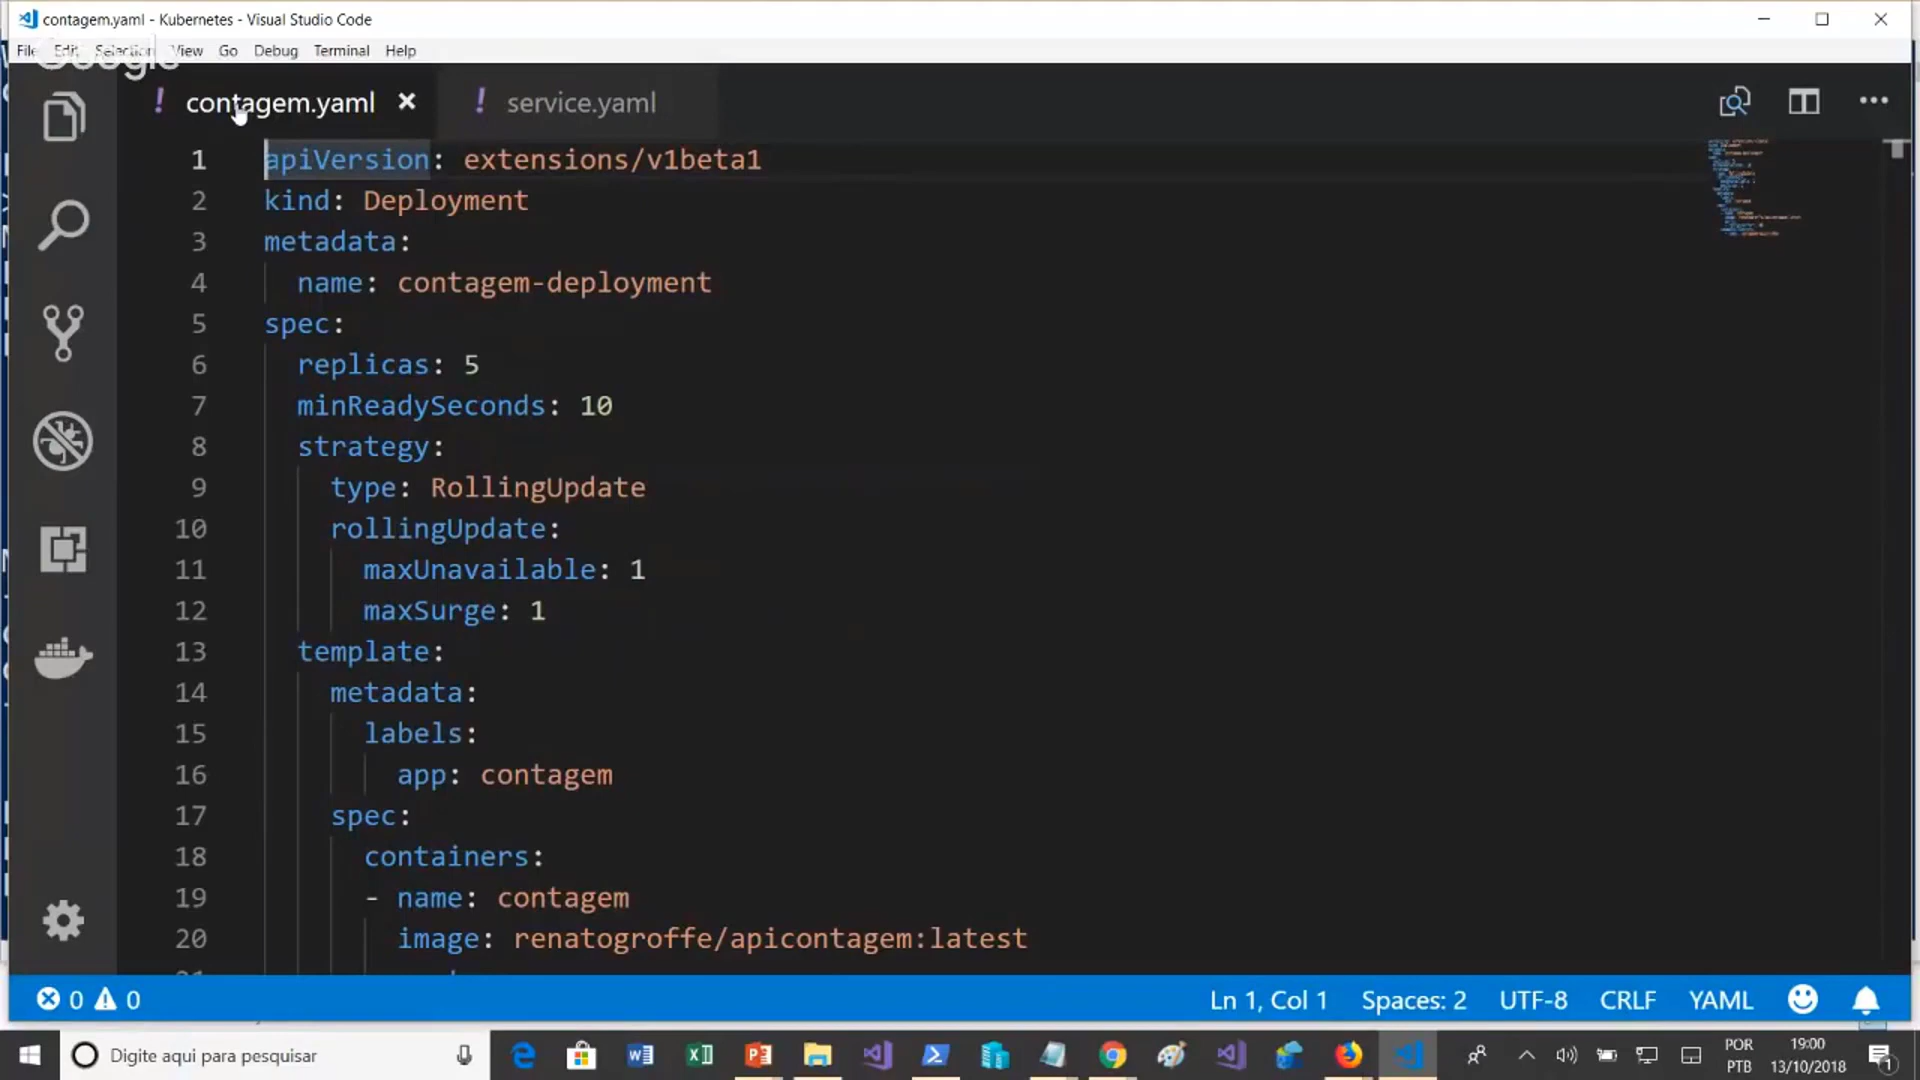 contagem.yaml - Kubernetes - Visual Studio Code
File Edit Selection View Go Debug Terminal Help
Google
! contagem.yaml × ! service.yaml
1 apiVersion: extensions/v1beta1
2 kind: Deployment
3 metadata:
4 name: contagem-deployment
5 spec:
6 replicas: 5
7 minReadySeconds: 10
8 strategy:
9 type: RollingUpdate
10 rollingUpdate:
11 maxUnavailable: 1
12 maxSurge: 1
13 template:
14 metadata:
15 labels:
16 app: contagem
17 spec:
18 containers:
19 - name: contagem
20 image: renatogroffe/apicontagem:latest
0 0 Ln 1, Col 1 Spaces: 2 UTF-8 CRLF YAML
Digite aqui para pesquisar
POR
PTB
19:00
13/10/2018
1